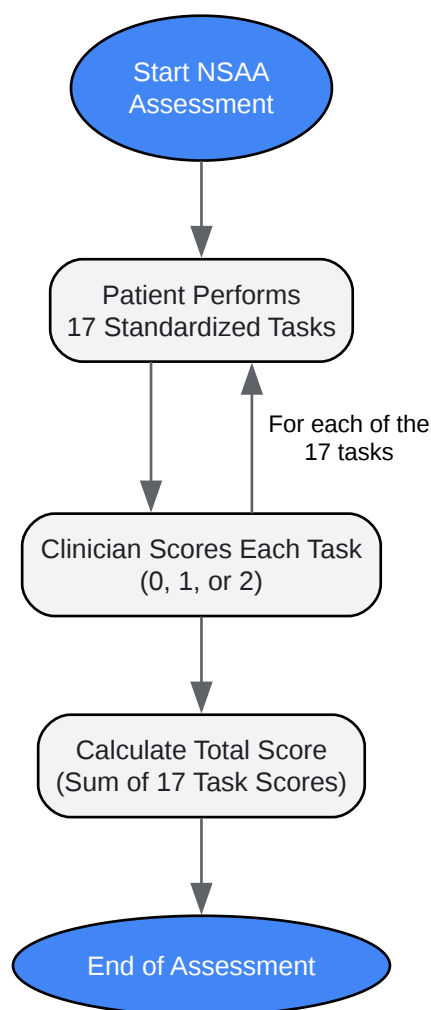 Start NSAA
Assessment
Patient Performs
17 Standardized Tasks
For each of the
17 tasks
Clinician Scores Each Task
(0, 1, or 2)
Calculate Total Score
(Sum of 17 Task Scores)
End of Assessment